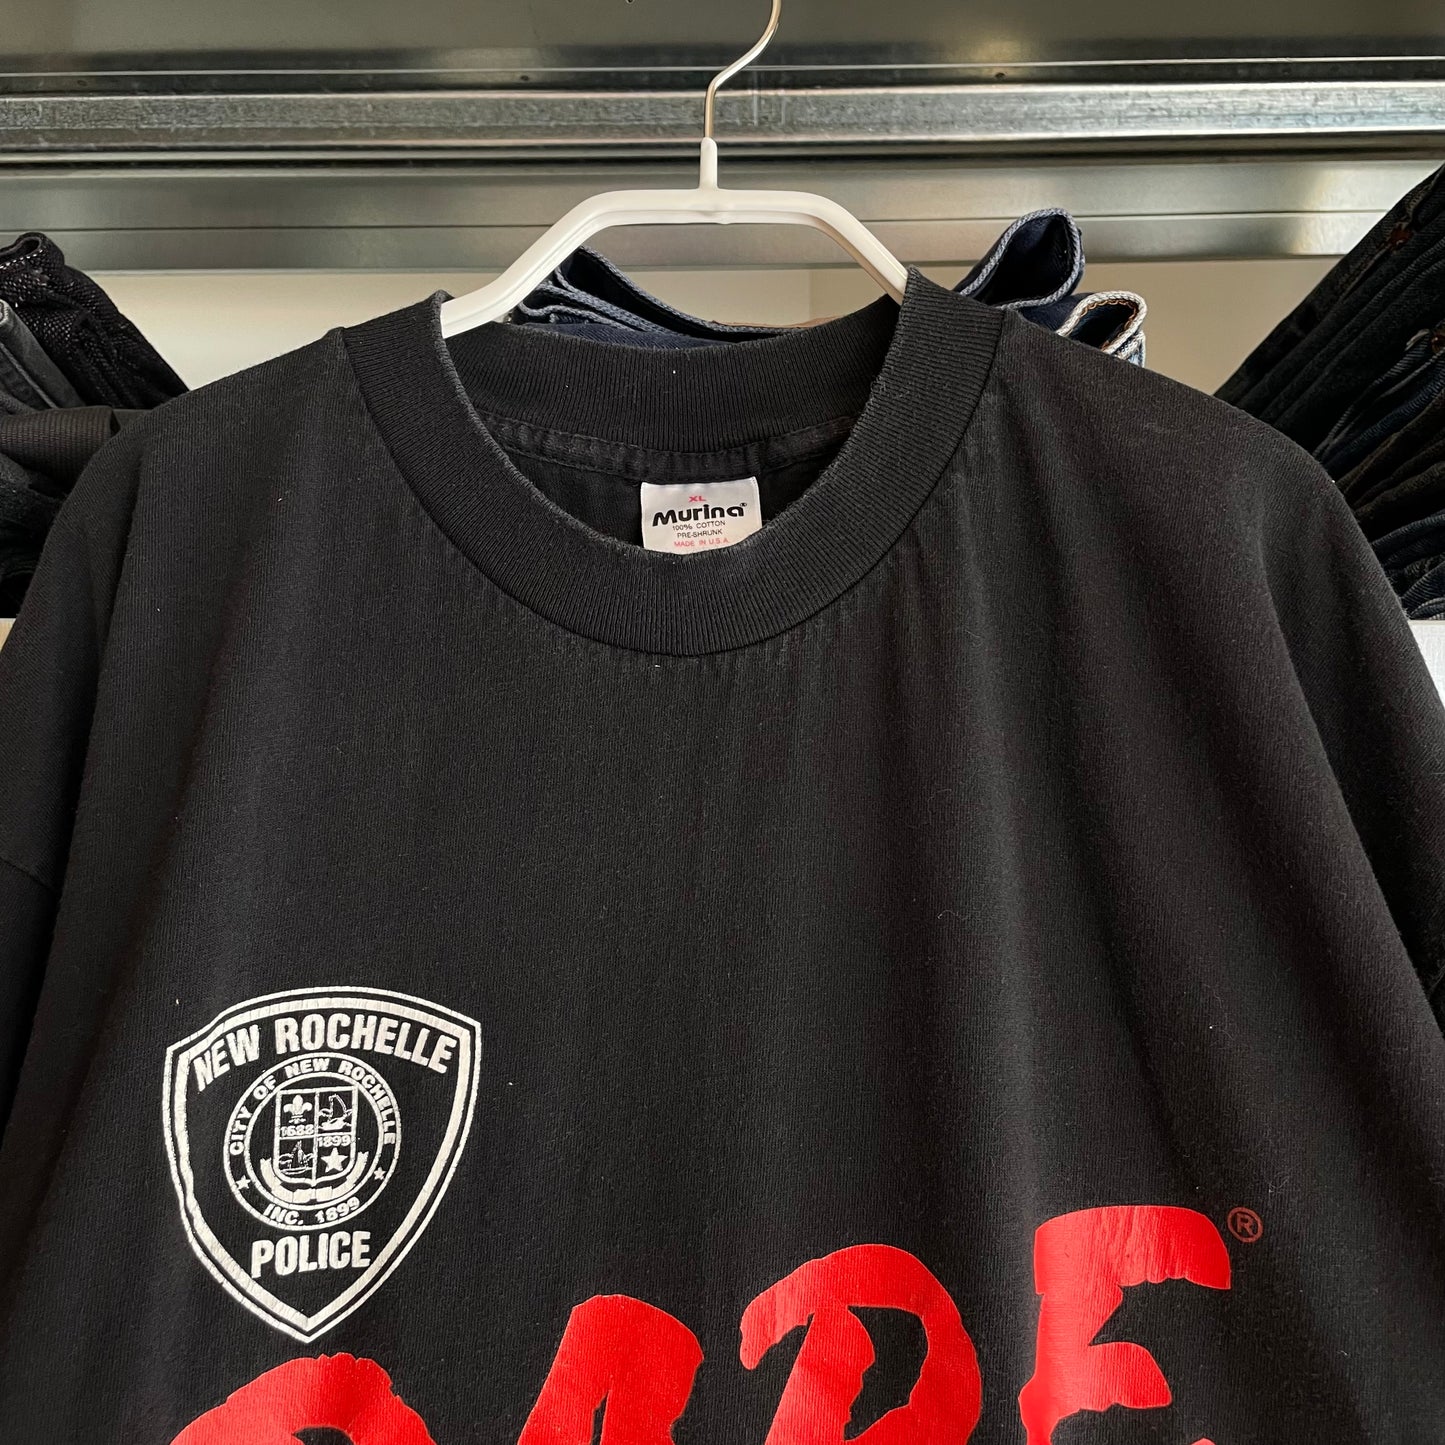 XL
Murina®
100% COTTON
PRE-SHRUNK
MADE IN U.S.A.
NEW ROCHELLE
CITY OF NEW ROCHELLE
1688
1899
INC. 1899
POLICE
DARE®